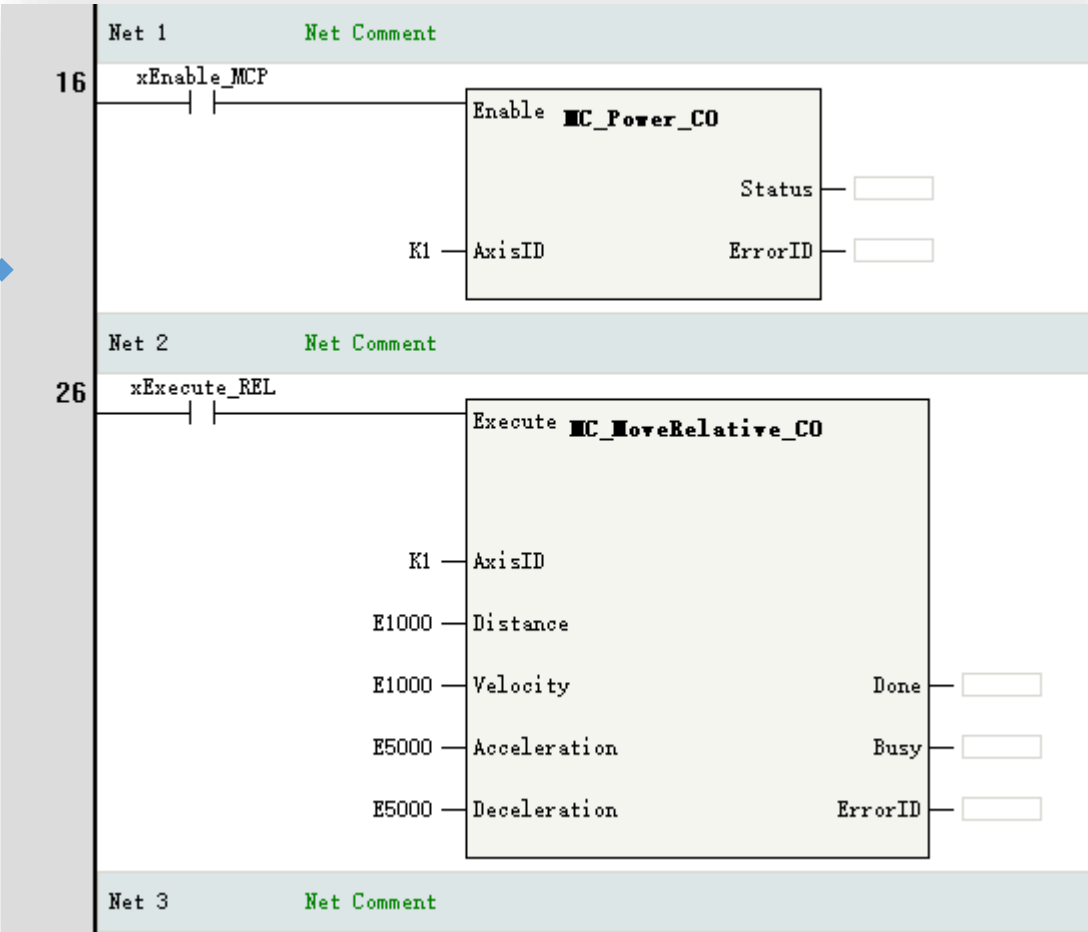 Net 1 Net Comment
16
xEnable_MCP
Enable MC_Power_CO
Status
K1 AxisID ErrorID
Net 2 Net Comment
26
xExecute_REL
Execute MC_MoveRelative_CO
K1 AxisID
E1000 Distance
E1000 Velocity Done
E5000 Acceleration Busy
E5000 Deceleration ErrorID
Net 3 Net Comment